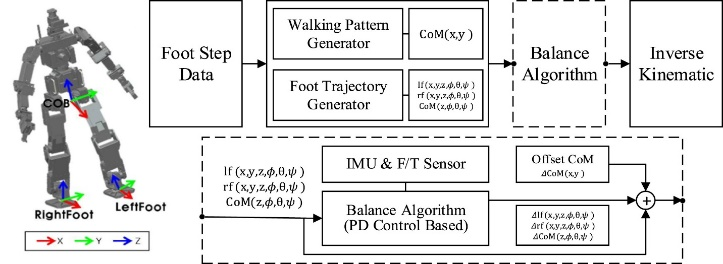 COB
RightFoot
LeftFoot
X Y Z
Foot Step
Data
Walking Pattern
Generator
CoM(x,y)
Foot Trajectory
Generator
lf(x,y,z,ϕ,θ,ψ)
rf(x,y,z,ϕ,θ,ψ)
CoM(z,ϕ,θ,ψ)
Balance
Algorithm
Inverse
Kinematic
lf(x,y,z,ϕ,θ,ψ)
rf(x,y,z,ϕ,θ,ψ)
CoM(z,ϕ,θ,ψ)
IMU & F/T Sensor
Balance Algorithm
(PD Control Based)
Offset CoM
ΔCoM(x,y)
Δlf(x,y,z,ϕ,θ,ψ)
Δrf(x,y,z,ϕ,θ,ψ)
ΔCoM(z,ϕ,θ,ψ)
+